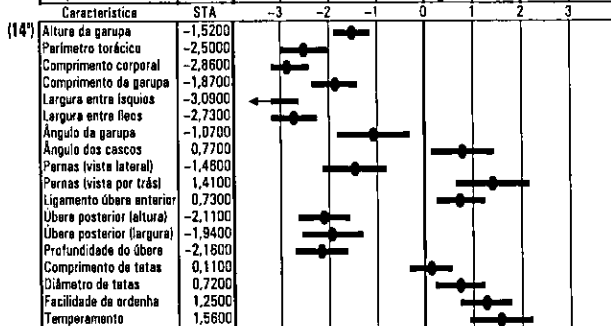 Característica STA -3 -2 -1 0 1 2 3
(14ª) Altura da garupa -1,5200
Perímetro torácico -2,5000
Comprimento corporal -2,8600
Comprimento da garupa -1,8700
Largura entre ísquios -3,0900
Largura entre íleos -2,7300
Ângulo da garupa -1,0700
Ângulo dos cascos 0,7700
Pernas (vista lateral) -1,4600
Pernas (vista por trás) 1,4100
Ligamento úbere anterior 0,7300
Úbere posterior (altura) -2,1100
Úbere posterior (largura) -1,9400
Profundidade do úbere -2,1600
Comprimento de tetas 0,1100
Diâmetro de tetas 0,7200
Facilidade de ordenha 1,2500
Temperamento 1,5600